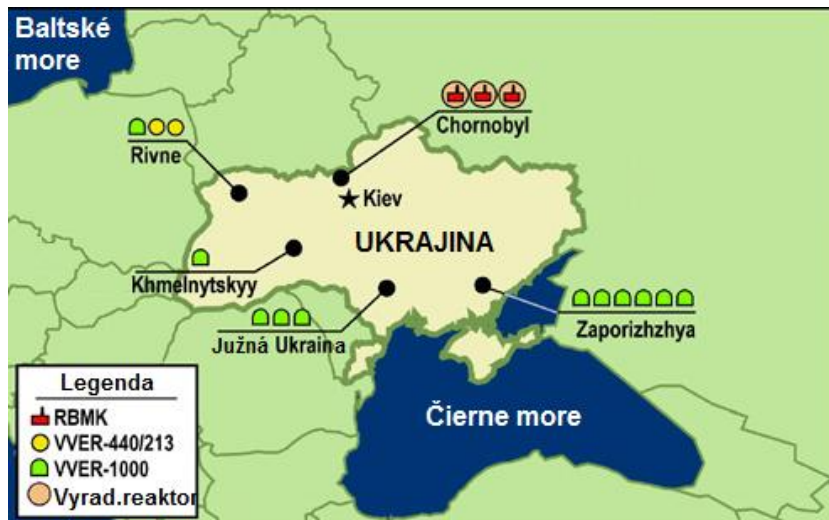 Baltské
more
Chornobyl
Rivne
Kiev
UKRAJINA
Khmelnytskyy
Južná Ukraina
Zaporizhzhya
Čierne more
Legenda
RBMK
VVER-440/213
VVER-1000
Vyrad.reaktor